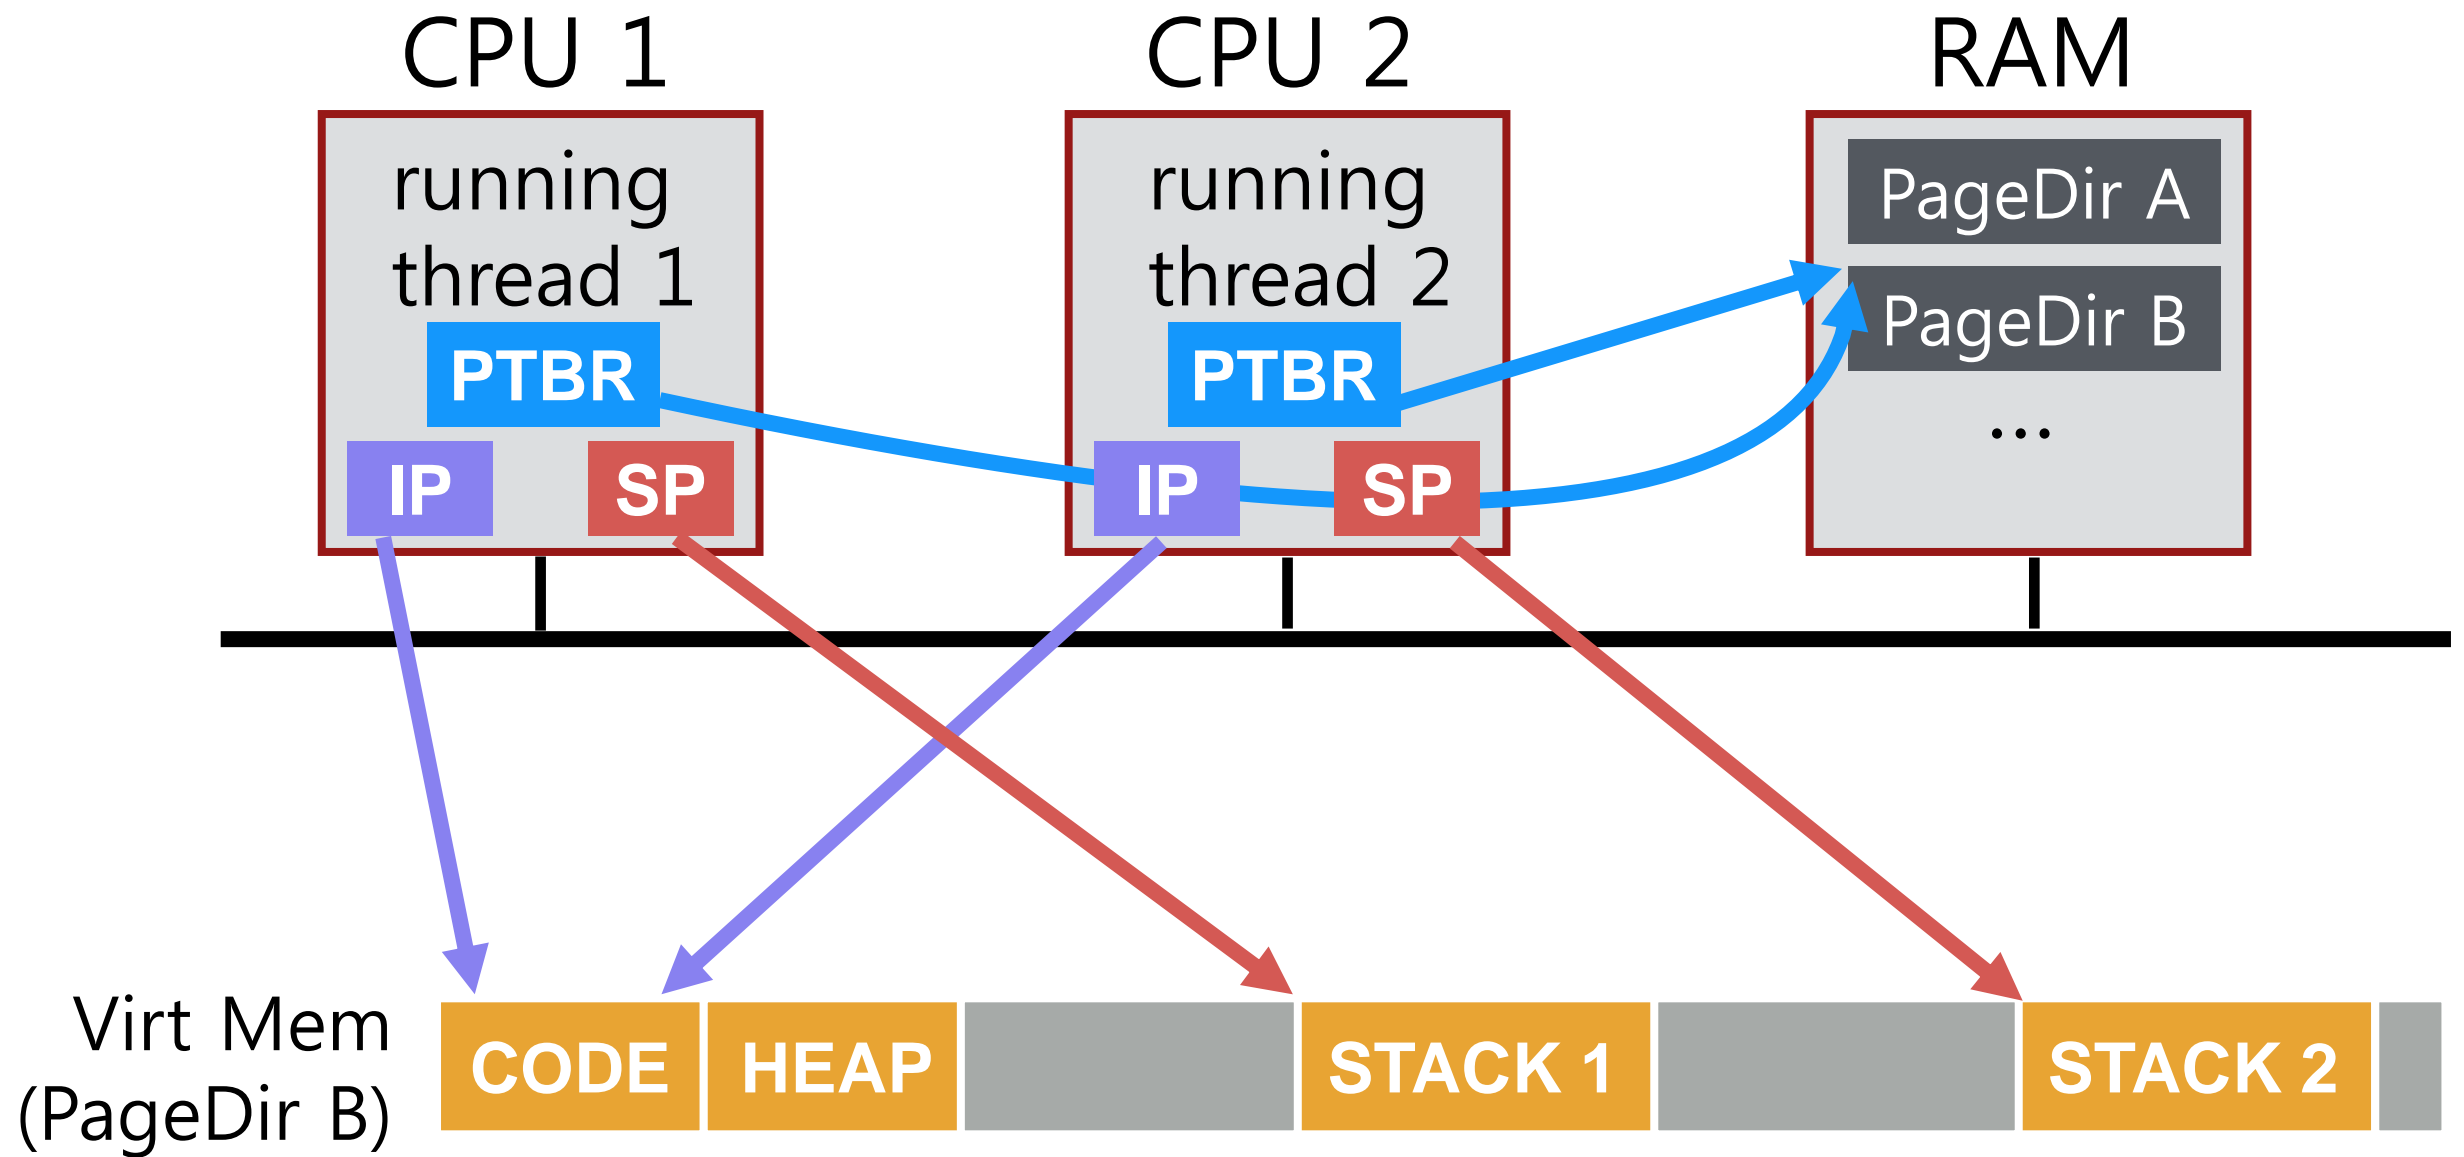 CPU 1
CPU 2
RAM
running
thread 1
PTBR
IP
SP
running
thread 2
PTBR
IP
SP
PageDir A
PageDir B
...
Virt Mem
(PageDir B)
CODE
HEAP
STACK 1
STACK 2